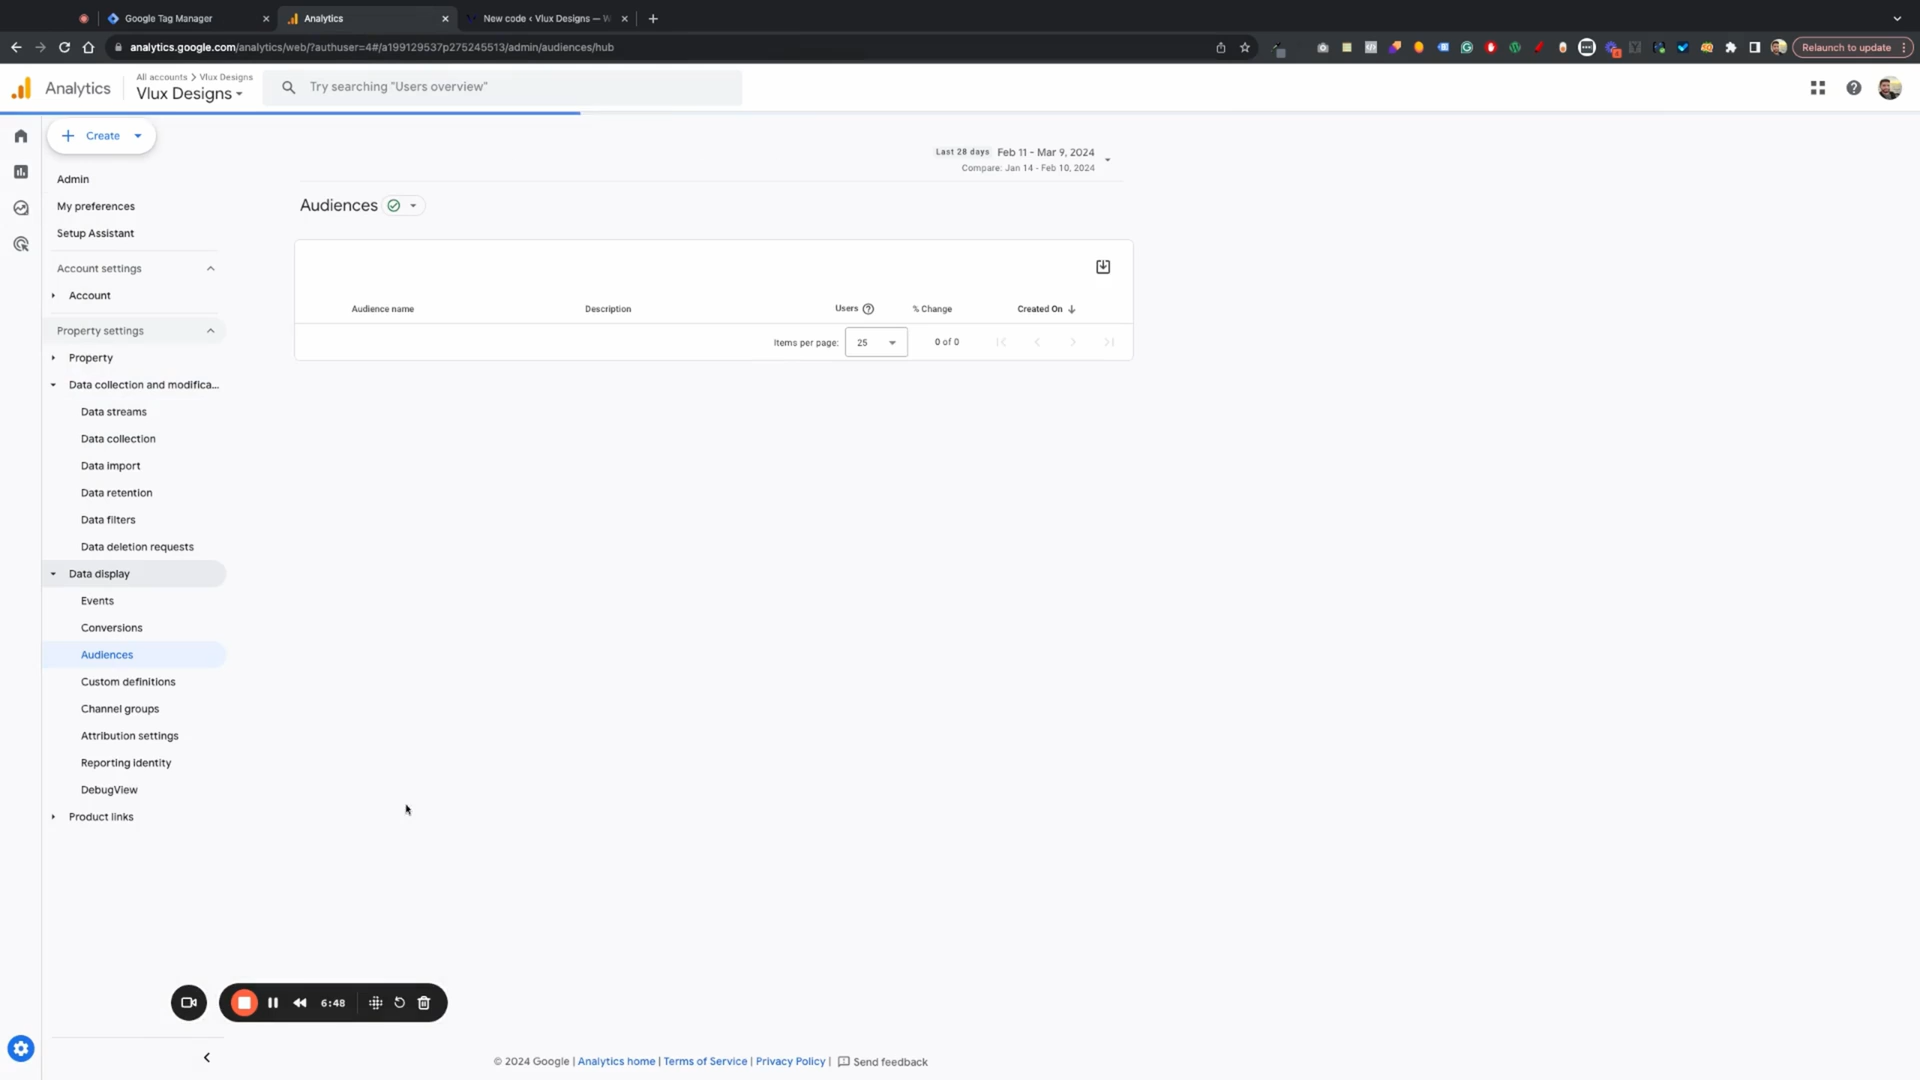 Google Tag Manager
Analytics
New code ‹ Vlux Designs —
analytics.google.com/analytics/web/?authuser=4#/a199129537p275245513/admin/audiences/hub
Relaunch to update
Analytics
All accounts > Vlux Designs
Vlux Designs
Try searching "Users overview"
Create
Last 28 days Feb 11 - Mar 9, 2024
Compare: Jan 14 - Feb 10, 2024
Admin
My preferences
Setup Assistant
Account settings
Account
Property settings
Property
Data collection and modifica...
Data streams
Data collection
Data import
Data retention
Data filters
Data deletion requests
Data display
Events
Conversions
Audiences
Custom definitions
Channel groups
Attribution settings
Reporting identity
DebugView
Product links
Audiences
Audience name Description Users % Change Created On
Items per page: 25 0 of 0
6:48
© 2024 Google | Analytics home | Terms of Service | Privacy Policy | Send feedback